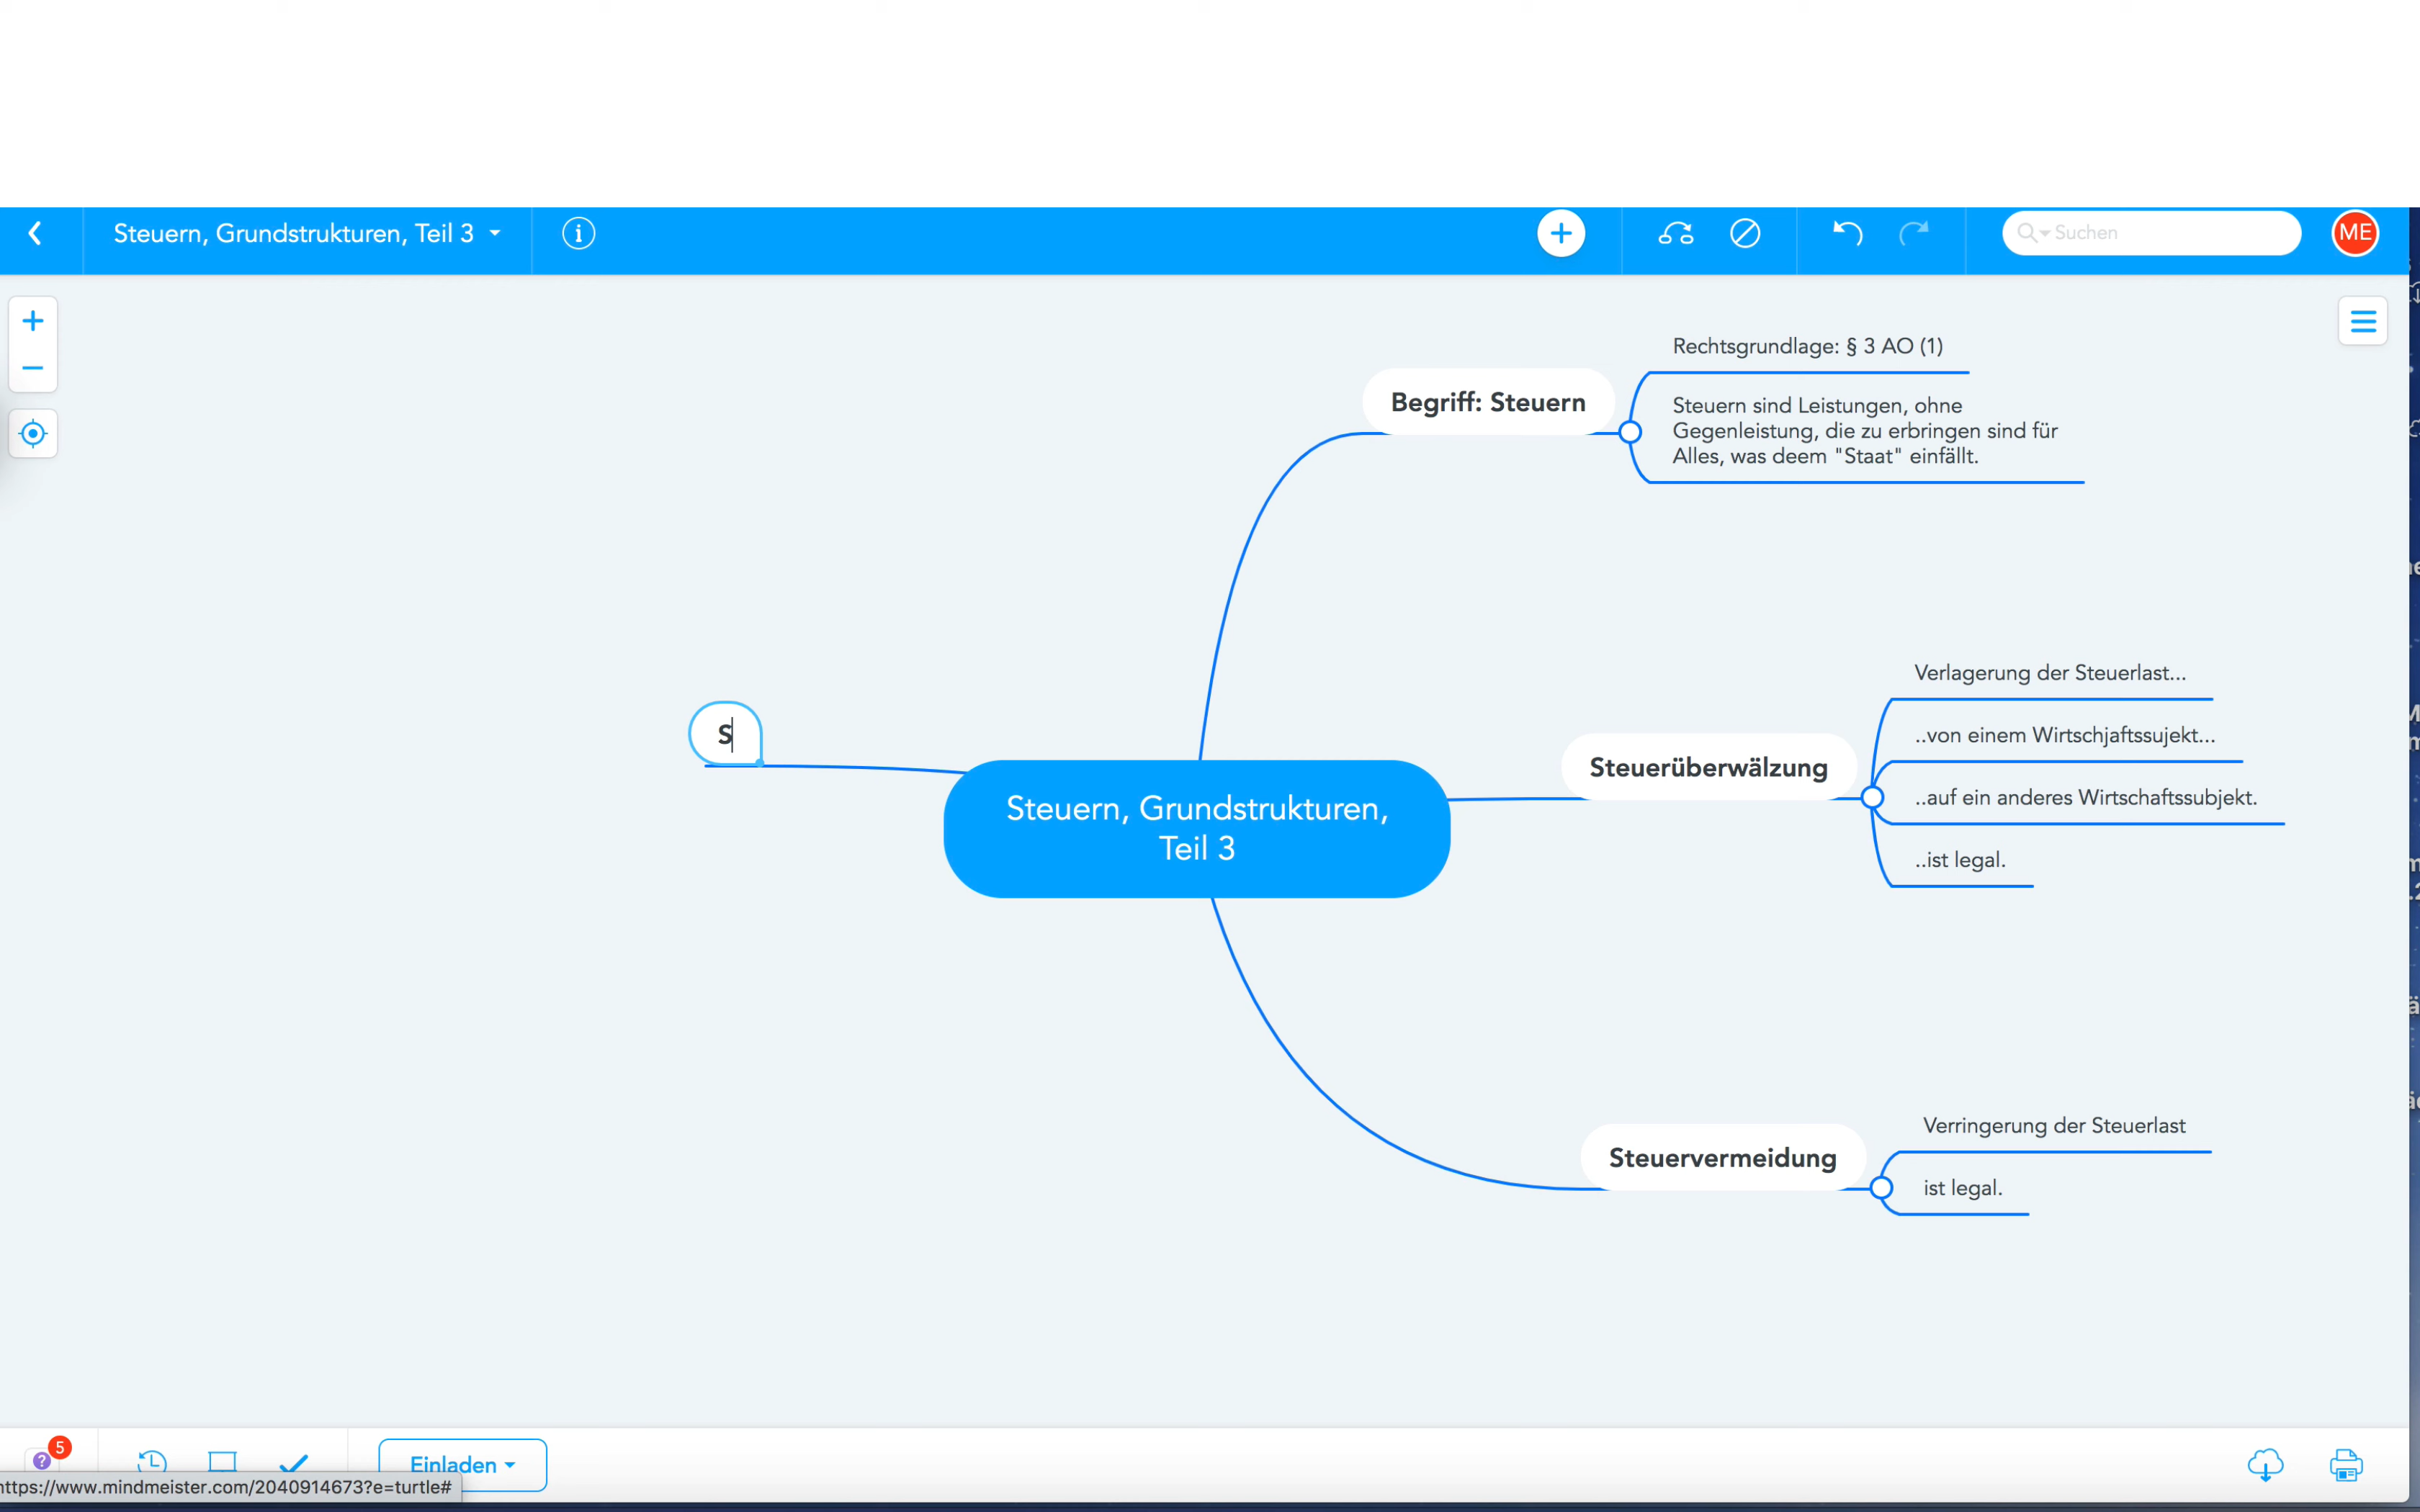 Steuern, Grundstrukturen, Teil 3
Suchen
ME
Rechtsgrundlage: § 3 AO (1)
Begriff: Steuern
Steuern sind Leistungen, ohne
Gegenleistung, die zu erbringen sind für
Alles, was deem "Staat" einfällt.
Verlagerung der Steuerlast...
S
..von einem Wirtschjaftssujekt...
Steuerüberwälzung
..auf ein anderes Wirtschaftssubjekt.
Steuern, Grundstrukturen,
Teil 3
..ist legal.
Verringerung der Steuerlast
Steuervermeidung
ist legal.
5
Einladen
ttps://www.mindmeister.com/2040914673?e=turtle#